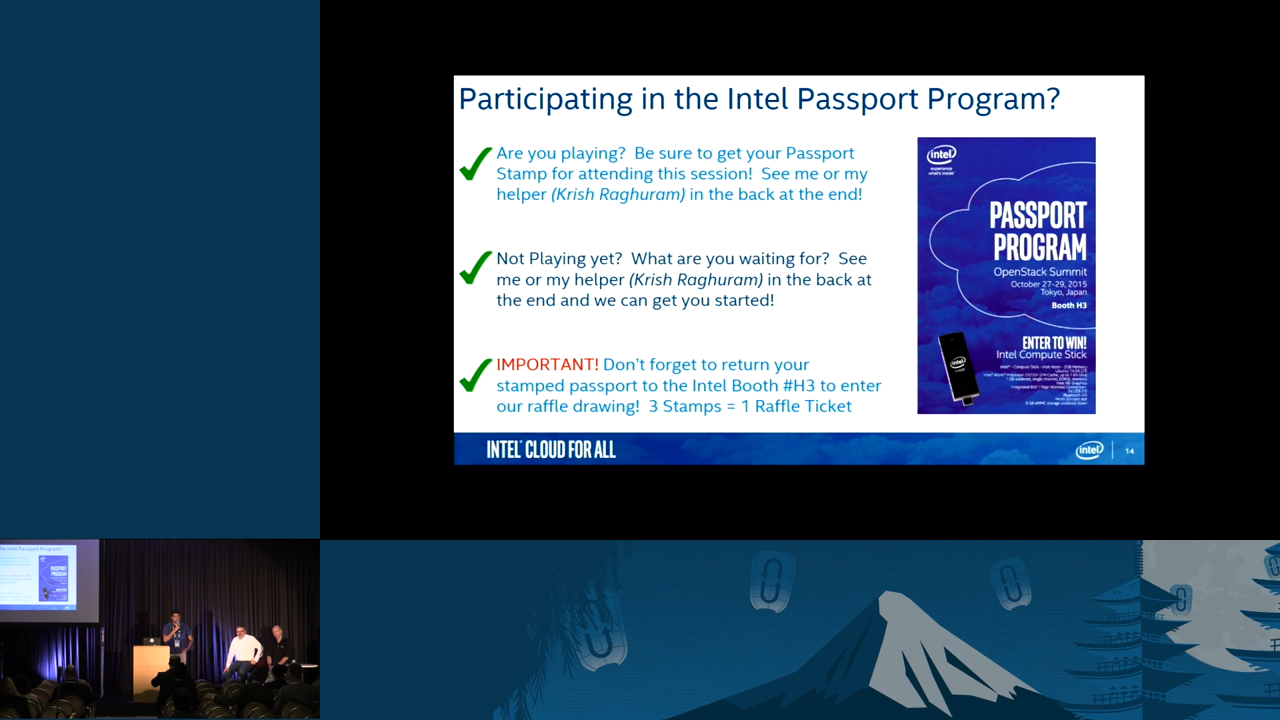 Participating in the Intel Passport Program?
Are you playing? Be sure to get your Passport
Stamp for attending this session! See me or my
helper (Krish Raghuram) in the back at the end!
Not Playing yet? What are you waiting for? See
me or my helper (Krish Raghuram) in the back at
the end and we can get you started!
IMPORTANT! Don't forget to return your
stamped passport to the Intel Booth #H3 to enter
our raffle drawing! 3 Stamps = 1 Raffle Ticket
intel
experience
what's inside
PASSPORT
PROGRAM
OpenStack Summit
October 27-29, 2015
Tokyo, Japan
Booth H3
ENTER TO WIN!
Intel Compute Stick
intel
INTEL CLOUD FOR ALL
intel
14
PASSPORT
PROGRAM